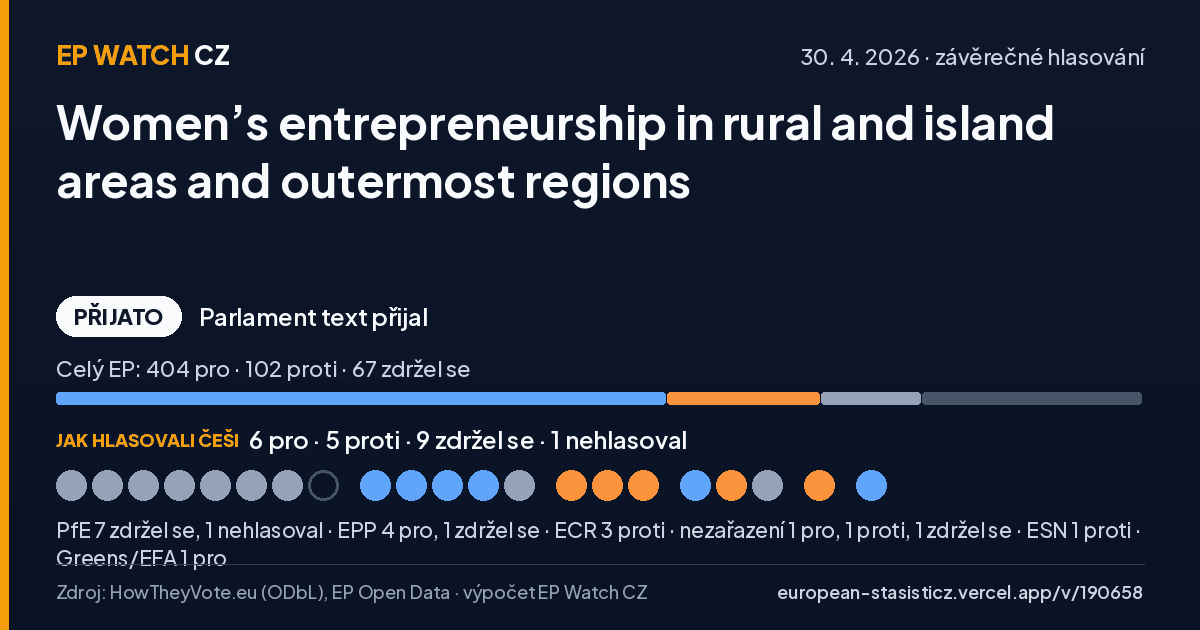 EP WATCH CZ
30. 4. 2026 · závěrečné hlasování
Women’s entrepreneurship in rural and island
areas and outermost regions
PŘIJATO Parlament text přijal
Celý EP: 404 pro · 102 proti · 67 zdržel se
JAK HLASOVALI ČEŠI 6 pro · 5 proti · 9 zdržel se · 1 nehlasoval
PfE 7 zdržel se, 1 nehlasoval · EPP 4 pro, 1 zdržel se · ECR 3 proti · nezařazení 1 pro, 1 proti, 1 zdržel se · ESN 1 proti ·
Greens/EFA 1 pro
Zdroj: HowTheyVote.eu (ODbL), EP Open Data · výpočet EP Watch CZ
european-stasisticz.vercel.app/v/190658